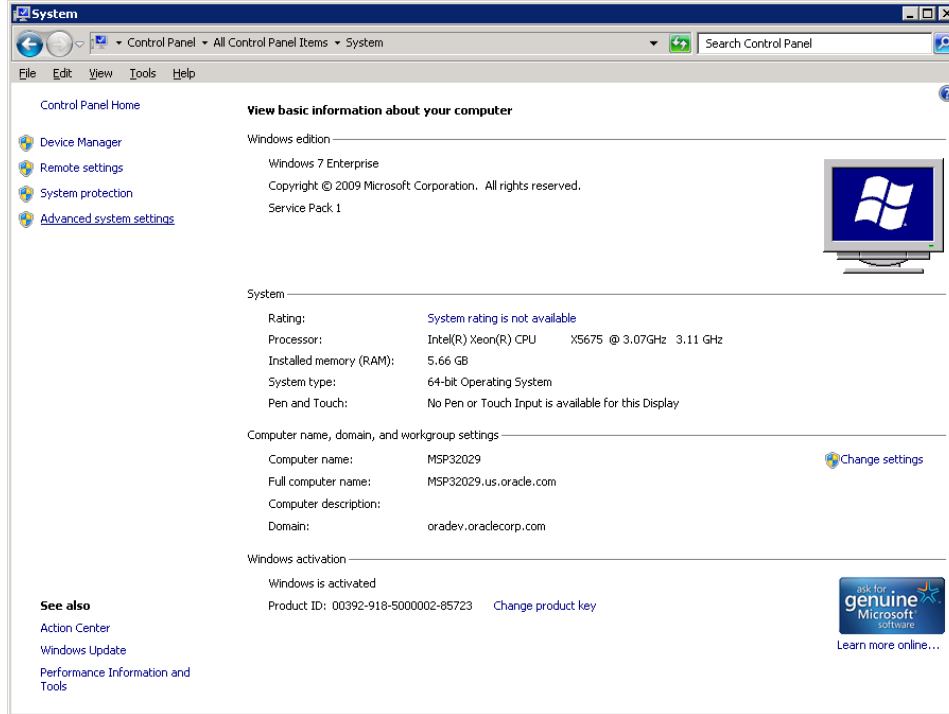 System
Control Panel All Control Panel Items System
Search Control Panel
File Edit View Tools Help
Control Panel Home
Device Manager
Remote settings
System protection
Advanced system settings
View basic information about your computer
Windows edition
Windows 7 Enterprise
Copyright © 2009 Microsoft Corporation. All rights reserved.
Service Pack 1
System
Rating: System rating is not available
Processor: Intel(R) Xeon(R) CPU X5675 @ 3.07GHz 3.11 GHz
Installed memory (RAM): 5.66 GB
System type: 64-bit Operating System
Pen and Touch: No Pen or Touch Input is available for this Display
Computer name, domain, and workgroup settings
Computer name: MSP32029
Change settings
Full computer name: MSP32029.us.oracle.com
Computer description:
Domain: oradev.oraclecorp.com
Windows activation
Windows is activated
Product ID: 00392-918-5000002-85723 Change product key
ask for
genuine
Microsoft
software
Learn more online...
See also
Action Center
Windows Update
Performance Information and
Tools